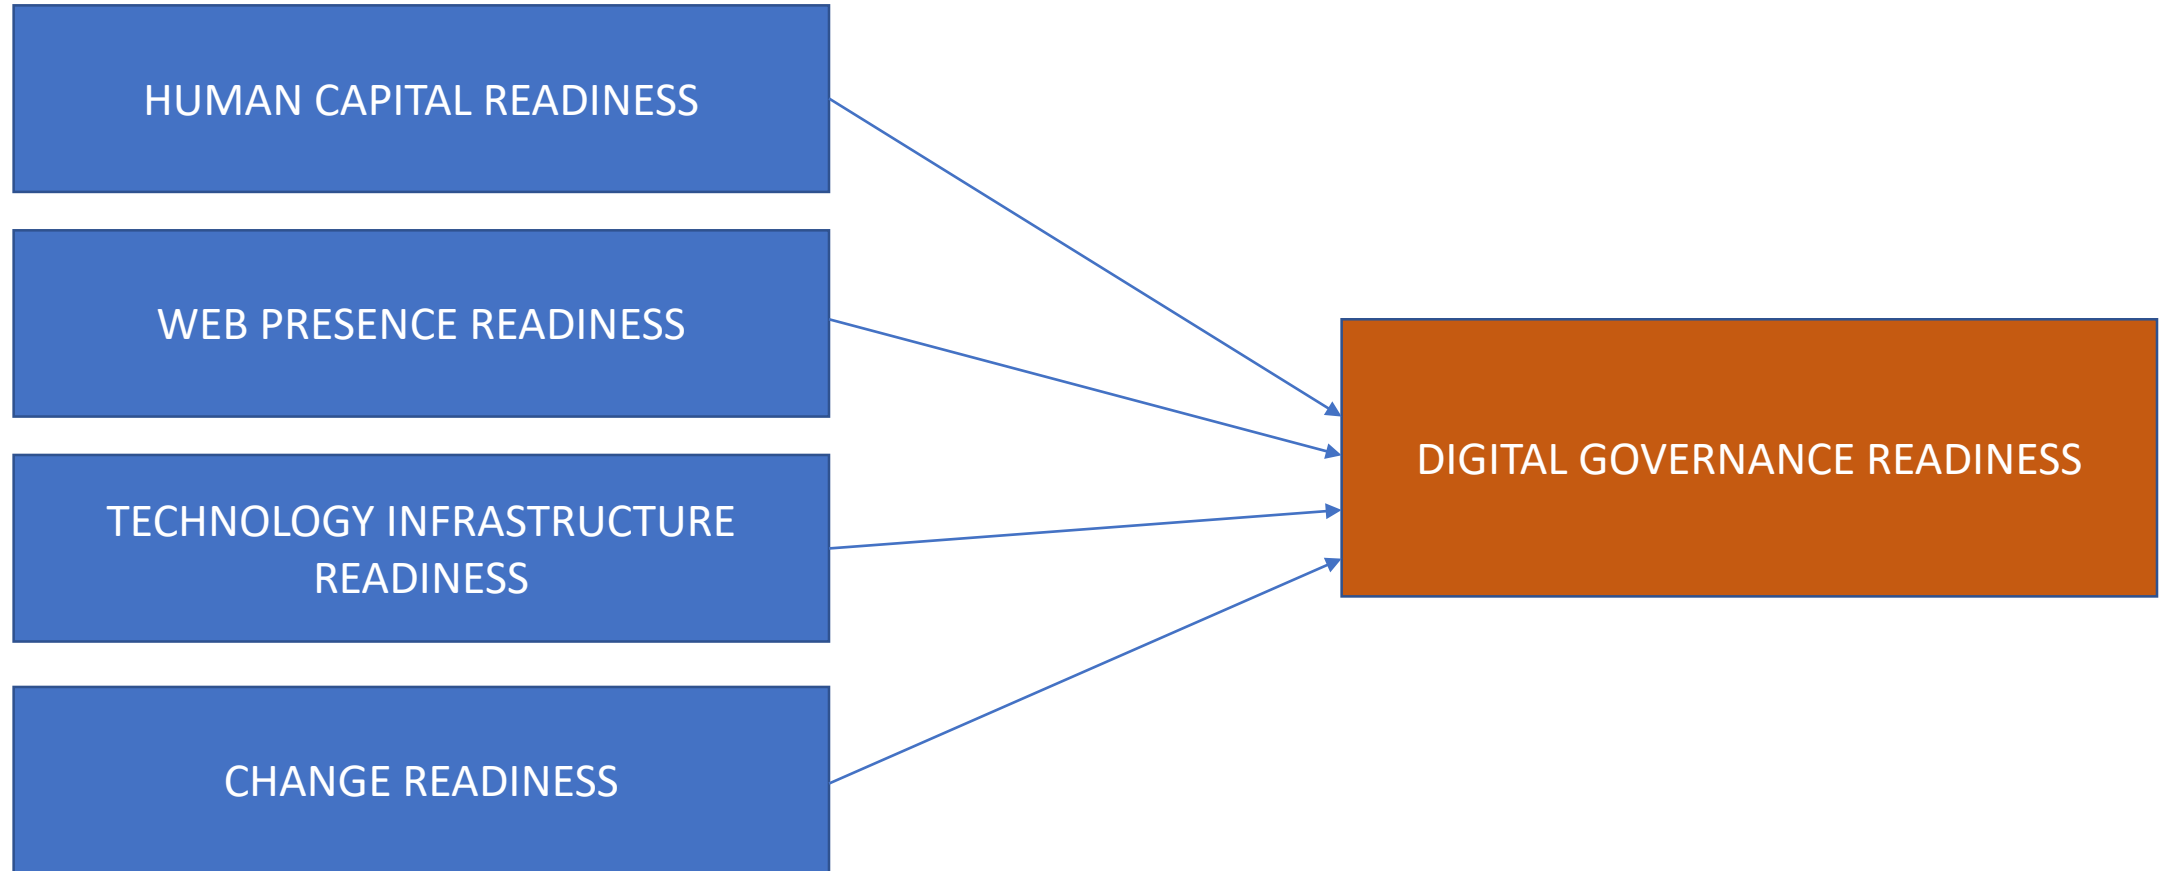 HUMAN CAPITAL READINESS
WEB PRESENCE READINESS
TECHNOLOGY INFRASTRUCTURE
READINESS
CHANGE READINESS
DIGITAL GOVERNANCE READINESS